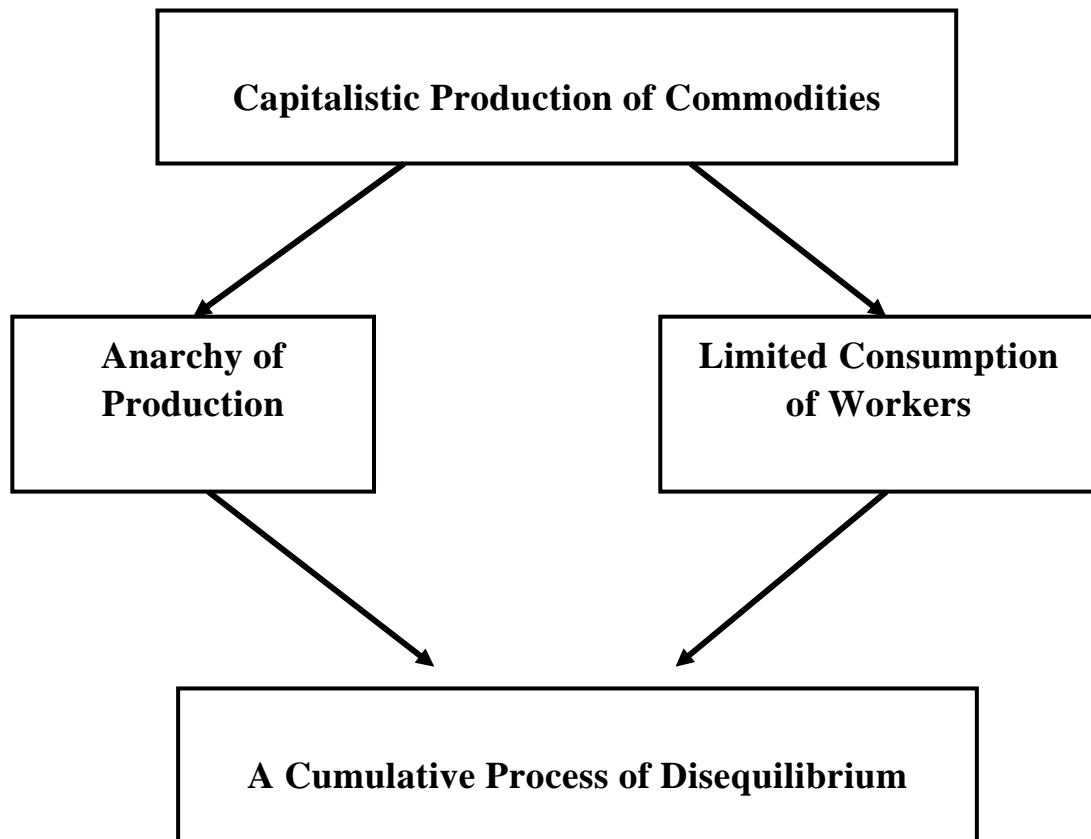 Capitalistic Production of Commodities
Anarchy of
Production
Limited Consumption
of Workers
A Cumulative Process of Disequilibrium